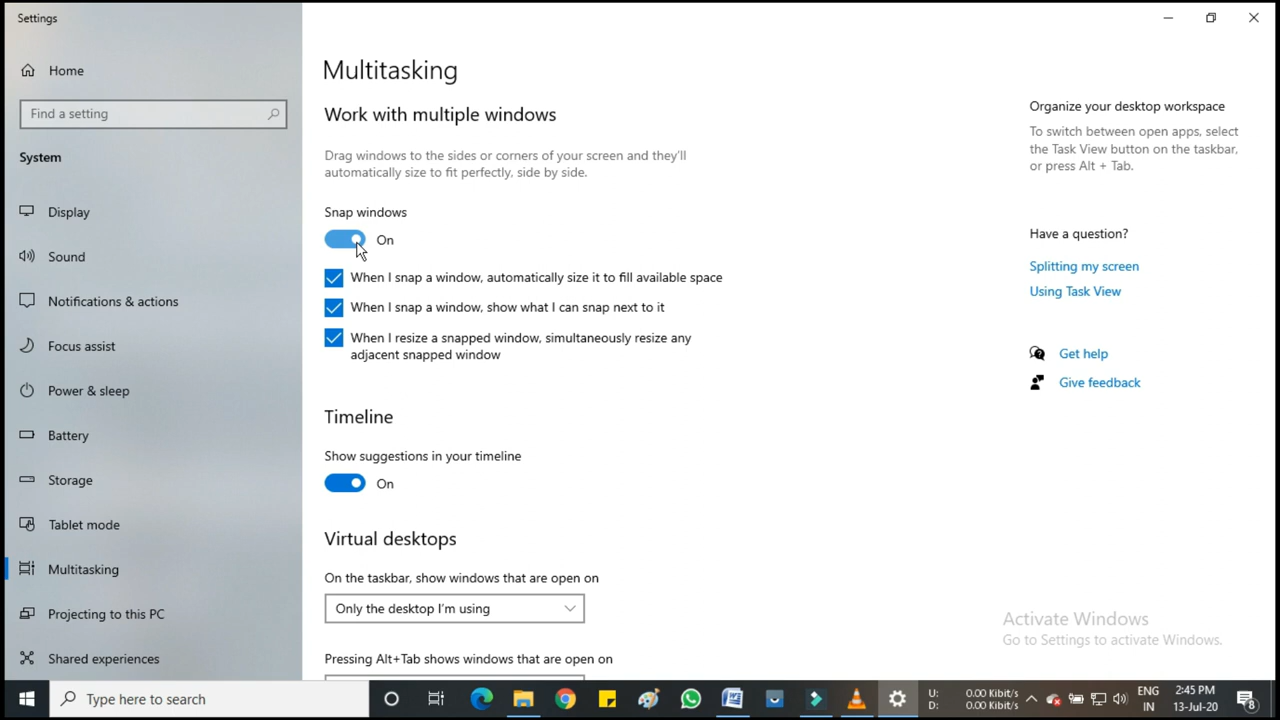 Settings
Home
Find a setting
System
Display
Sound
Notifications & actions
Focus assist
Power & sleep
Battery
Storage
Tablet mode
Multitasking
Projecting to this PC
Shared experiences
Multitasking
Work with multiple windows
Drag windows to the sides or corners of your screen and they'll
automatically size to fit perfectly, side by side.
Snap windows
On
When I snap a window, automatically size it to fill available space
When I snap a window, show what I can snap next to it
When I resize a snapped window, simultaneously resize any
adjacent snapped window
Timeline
Show suggestions in your timeline
On
Virtual desktops
On the taskbar, show windows that are open on
Only the desktop I'm using
Pressing Alt+Tab shows windows that are open on
Organize your desktop workspace
To switch between open apps, select
the Task View button on the taskbar,
or press Alt + Tab.
Have a question?
Splitting my screen
Using Task View
Get help
Give feedback
Activate Windows
Go to Settings to activate Windows.
Type here to search
U: 0.00 Kibit/s
D: 0.00 Kibit/s
ENG
IN
2:45 PM
13-Jul-20
8